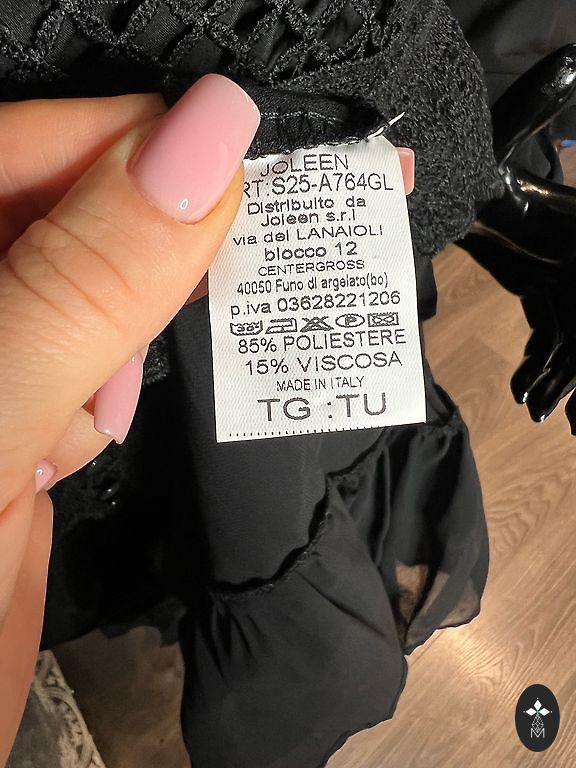 JOLEEN
RT:S25-A764GL
Distribuito da
Joleen s.r.l
via dei LANAIOLI
blocco 12
CENTERGROSS
40050 Funo di argelato(bo)
p.iva 03628221206
85% POLIESTERE
15% VISCOSA
MADE IN ITALY
TG :TU
M